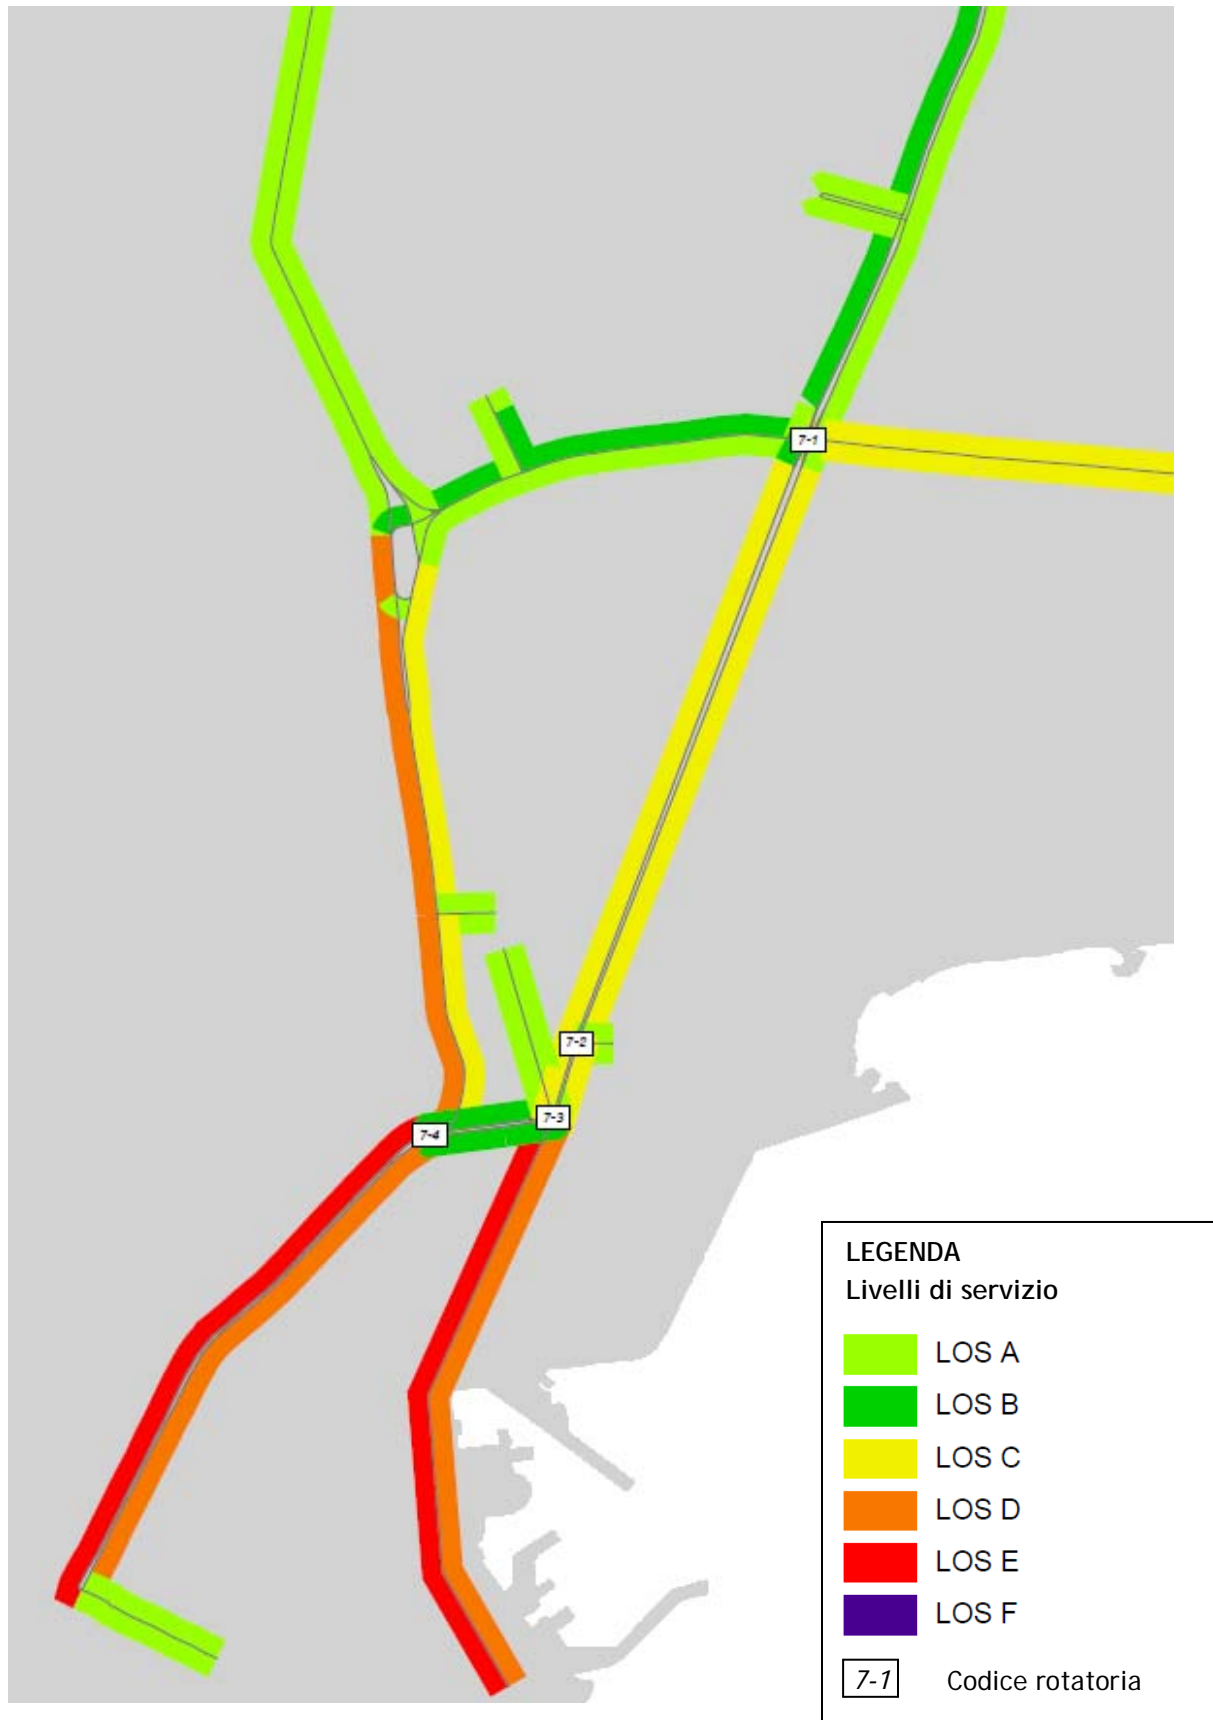 7-1
7-2
7-3
7-4
LEGENDA
Livelli di servizio
LOS A
LOS B
LOS C
LOS D
LOS E
LOS F
7-1 Codice rotatoria